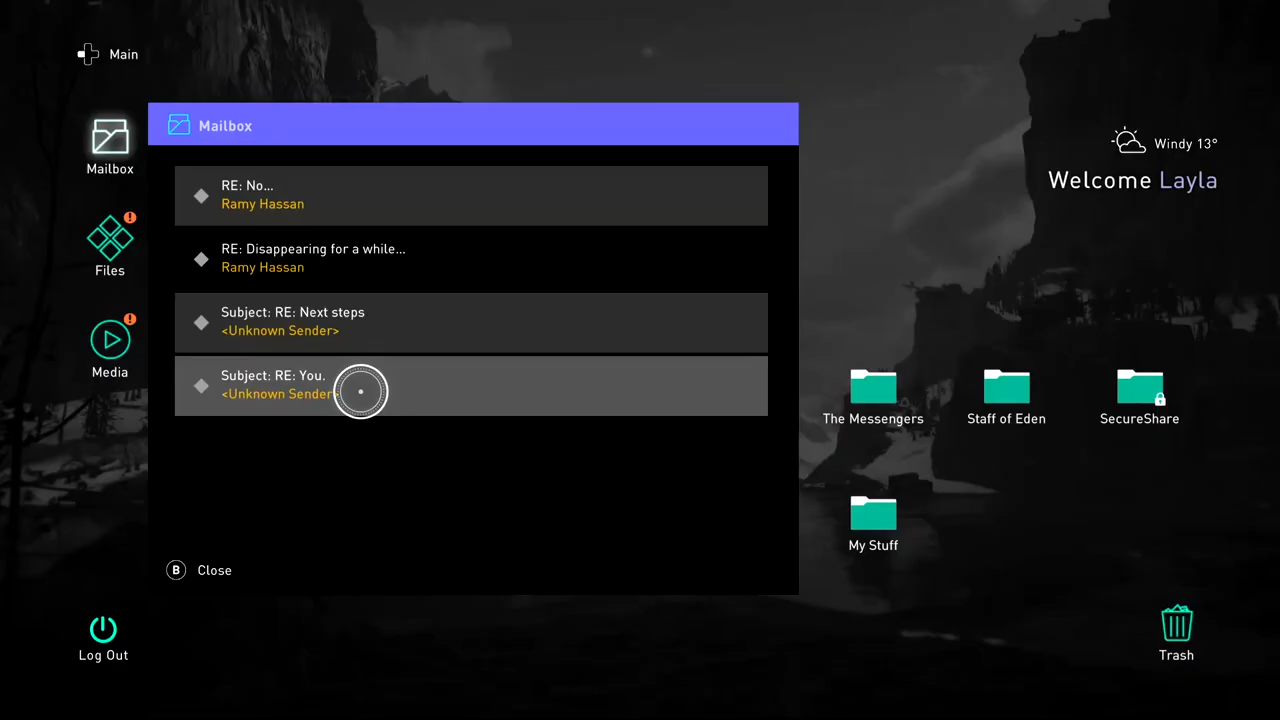 Main
Mailbox
Files
Media
Log Out
Mailbox
RE: No...
Ramy Hassan
RE: Disappearing for a while...
Ramy Hassan
Subject: RE: Next steps
<Unknown Sender>
Subject: RE: You.
<Unknown Sender>
B Close
Windy 13°
Welcome Layla
The Messengers
Staff of Eden
SecureShare
My Stuff
Trash